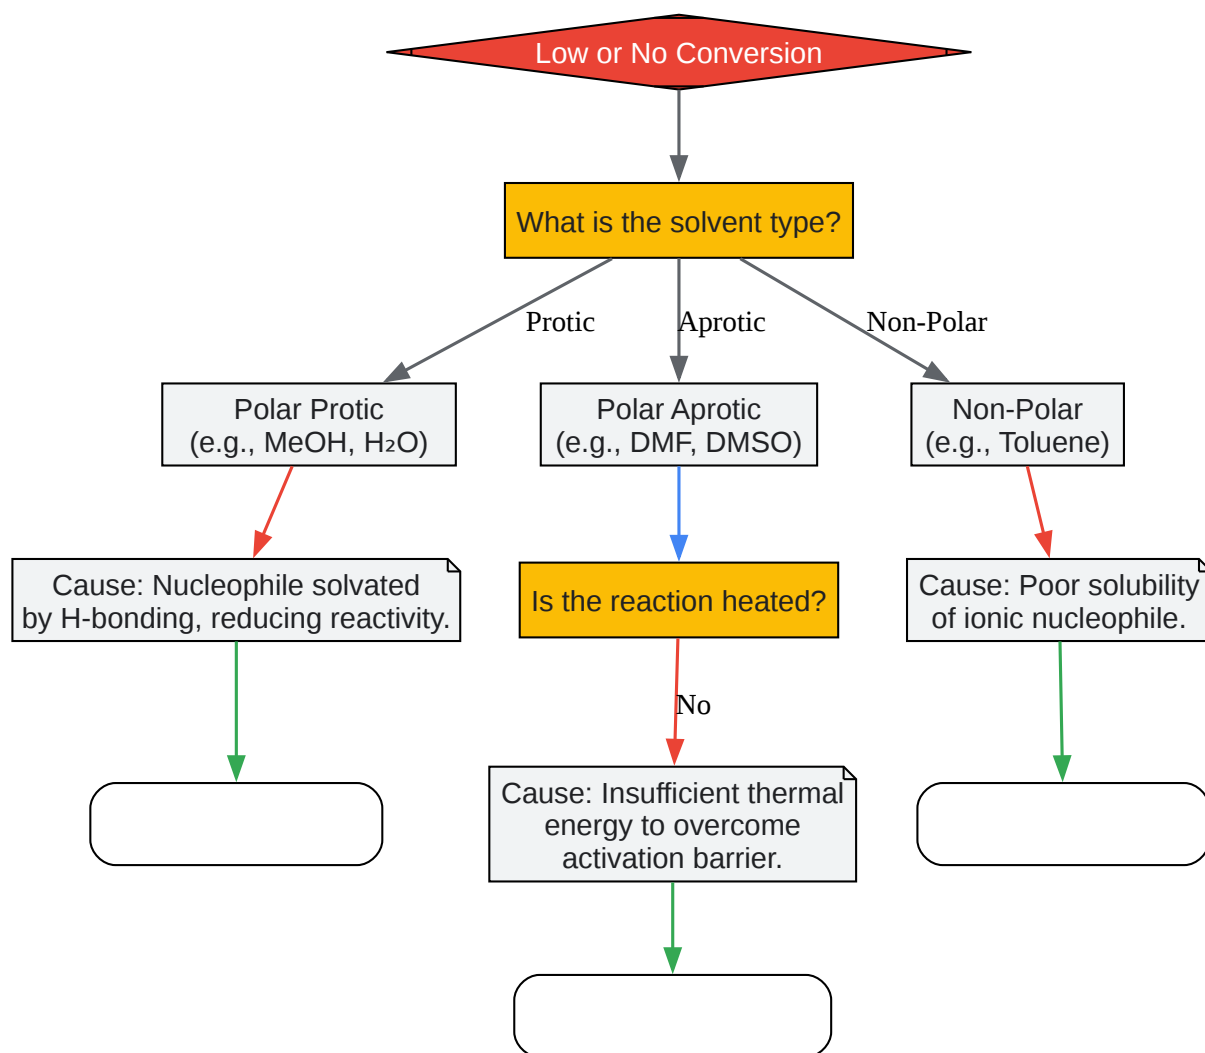 Low or No Conversion
What is the solvent type?
Protic
Aprotic
Non-Polar
Polar Protic
(e.g., MeOH, H₂O)
Polar Aprotic
(e.g., DMF, DMSO)
Non-Polar
(e.g., Toluene)
Cause: Nucleophile solvated
by H-bonding, reducing reactivity.
Is the reaction heated?
Cause: Poor solubility
of ionic nucleophile.
No
Cause: Insufficient thermal
energy to overcome
activation barrier.